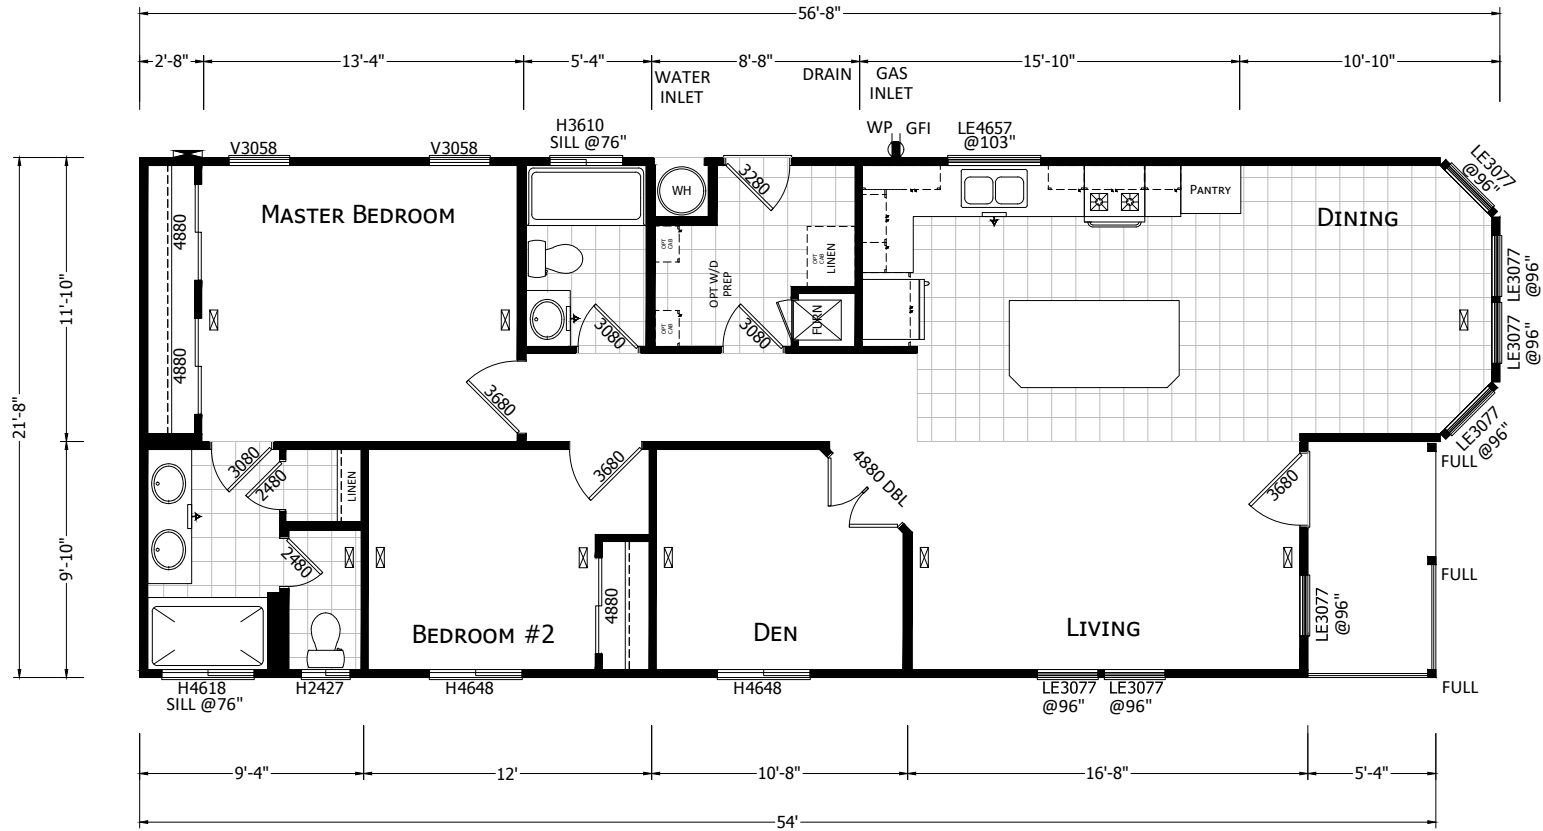 56'-8"
2'-8"
13'-4"
5'-4"
8'-8"
15'-10"
10'-10"
WATER
INLET
DRAIN
GAS
INLET
WP
GFI
V3058
V3058
H3610
SILL @76"
LE4657
@103"
LE3077
@96"
4880
MASTER BEDROOM
WH
3280
PANTRY
DINING
OPT
CAB
OPT
CAB
LINEN
OPT W/D
PREP
LE3077
@96"
11'-10"
21'-8"
4880
3080
OPT
CAB
3080
FURN
LE3077
@96"
3680
LE3077
@96"
3080
2480
LINEN
3680
4880 DBL
3680
FULL
9'-10"
2480
FULL
4880
BEDROOM #2
DEN
LIVING
LE3077
@96"
H4618
SILL @76"
H2427
H4648
H4648
LE3077
@96"
LE3077
@96"
FULL
9'-4"
12'
10'-8"
16'-8"
5'-4"
54'